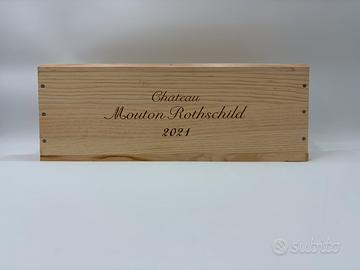 Chateau
Mouton Rothschild
2021
subito